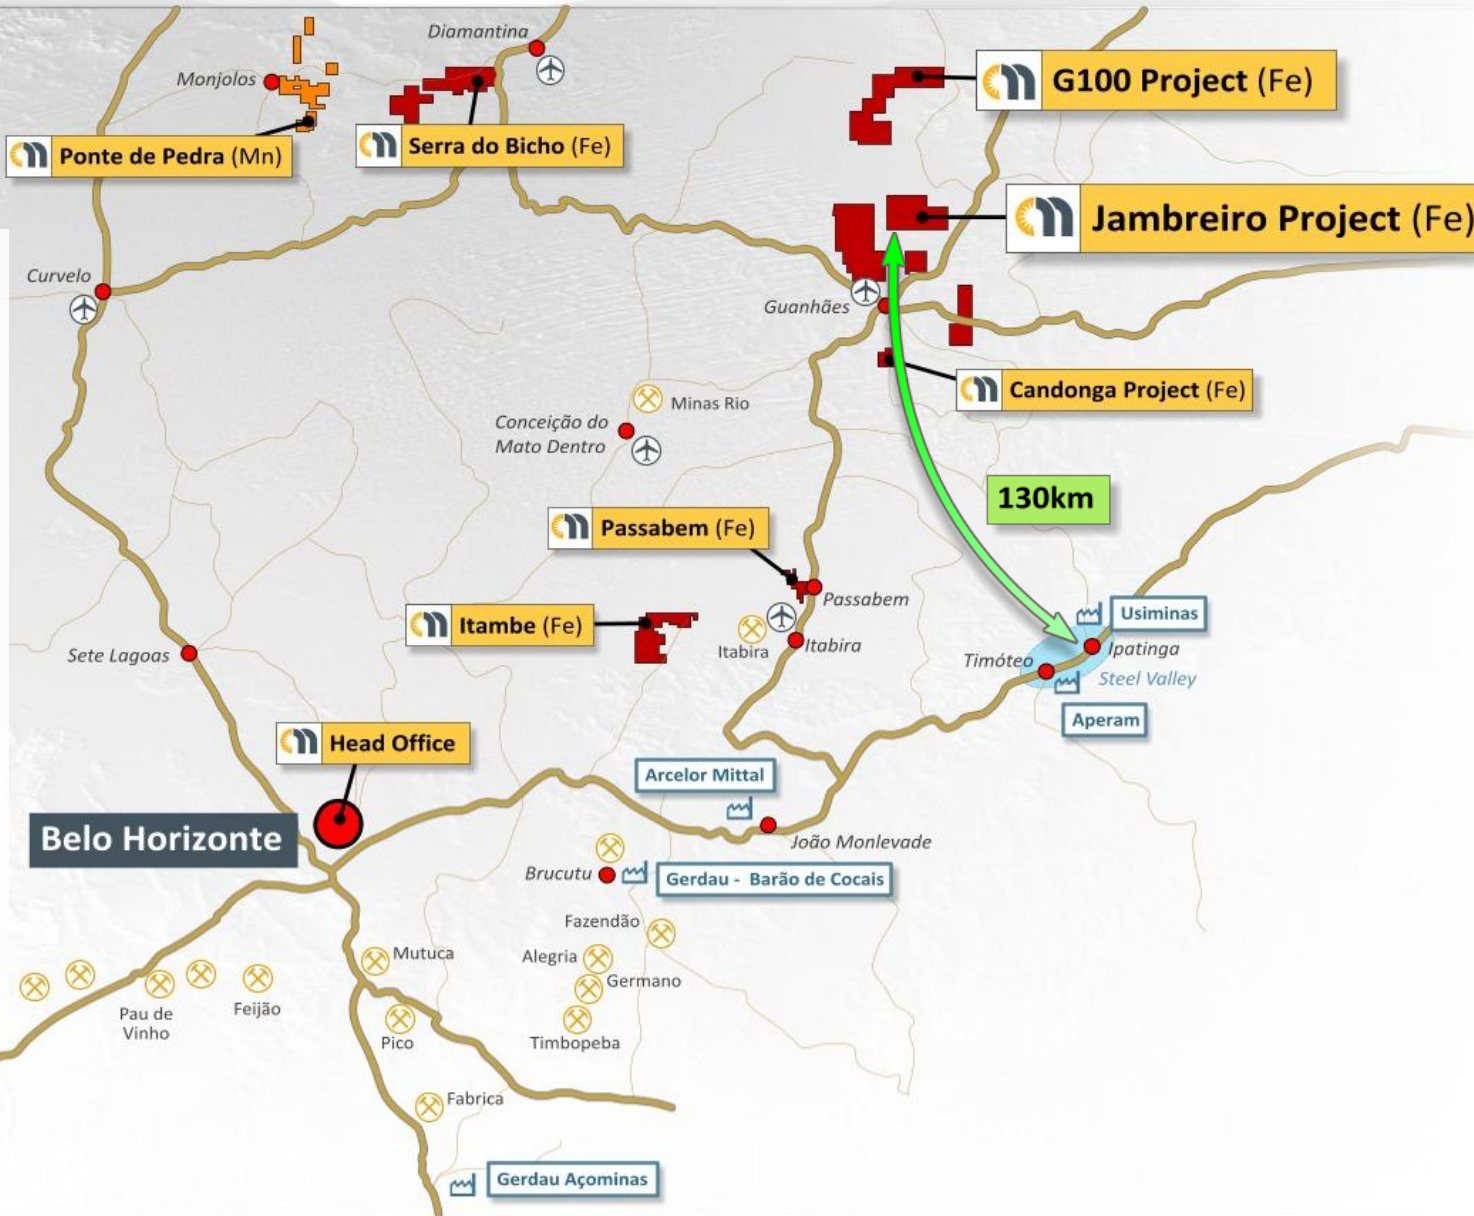 Diamantina
Monjolos
G100 Project (Fe)
Serra do Bicho (Fe)
Ponte de Pedra (Mn)
Jambreiro Project (Fe)
Curvelo
Guanhães
Candonga Project (Fe)
Minas Rio
Conceição do
Mato Dentro
130km
Passabem (Fe)
Passabem
Usiminas
Itambe (Fe)
Itabira
Itabira
Ipatinga
Timóteo
Sete Lagoas
Steel Valley
Aperam
Head Office
Arcelor Mittal
Belo Horizonte
João Monlevade
Brucutu
Gerdau - Barão de Cocais
Fazendão
Mutuca
Alegria
Germano
Feijão
Pau de
Vinho
Pico
Timbopeba
Fabrica
Gerdau Açominas